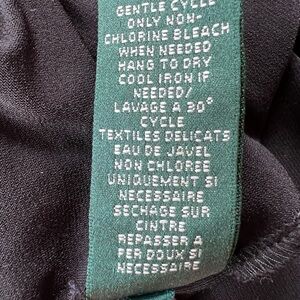 GENTLE CYCLE
ONLY NON-
CHLORINE BLEACH
WHEN NEEDED
HANG TO DRY
COOL IRON IF
NEEDED/
LAVAGE A 30°
CYCLE
TEXTILES DELICATS
EAU DE JAVEL
NON CHLOREE
UNIQUEMENT SI
NECESSAIRE
SECHAGE SUR
CINTRE
REPASSER A
FER DOUX SI
NECESSAIRE